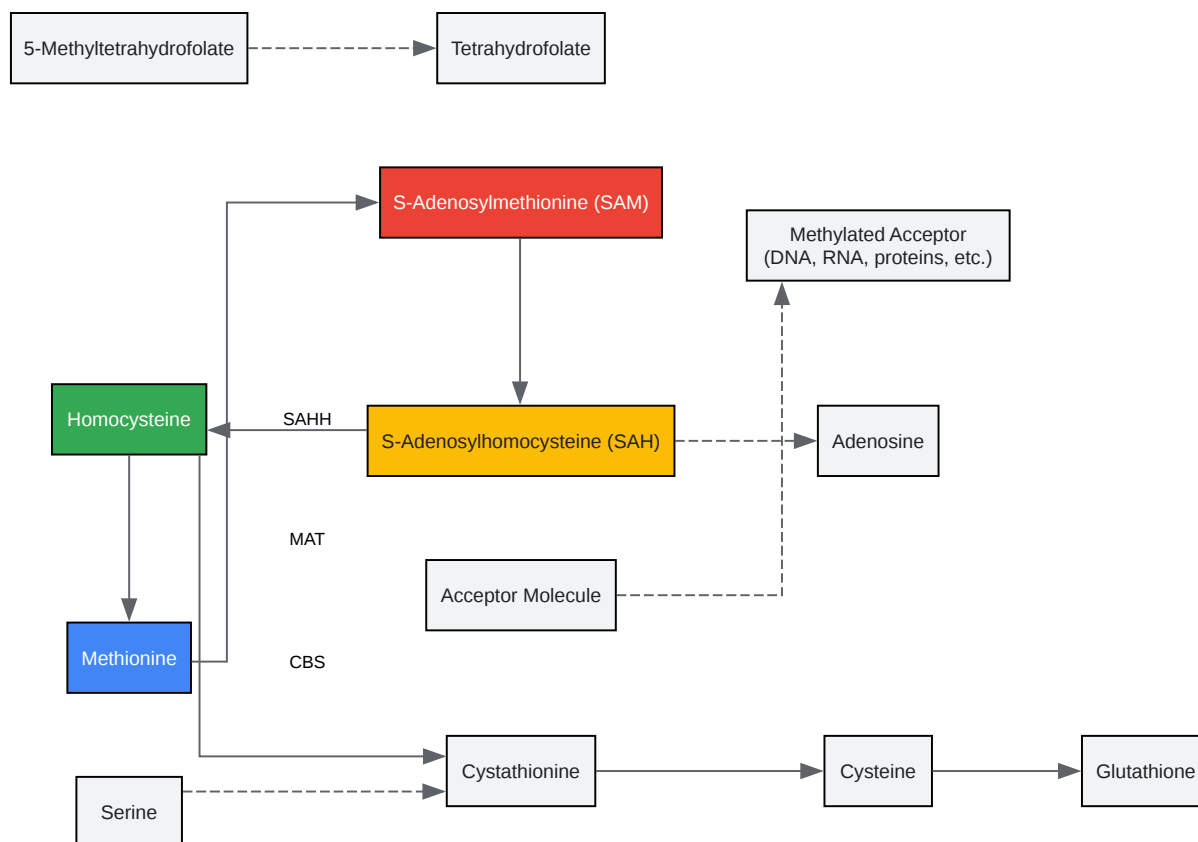 5-Methyltetrahydrofolate
Tetrahydrofolate
S-Adenosylmethionine (SAM)
Methylated Acceptor
(DNA, RNA, proteins, etc.)
Homocysteine
SAHH
S-Adenosylhomocysteine (SAH)
Adenosine
MAT
Acceptor Molecule
Methionine
CBS
Cystathionine
Cysteine
Glutathione
Serine